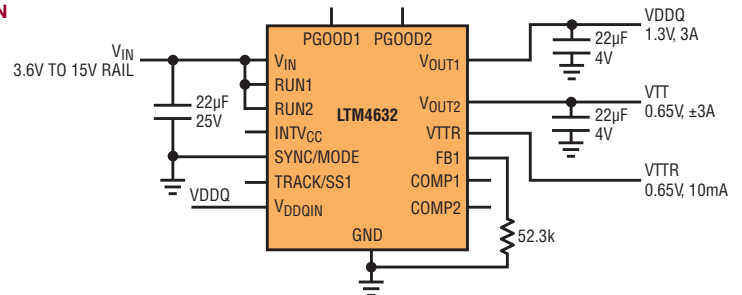 N
PGOOD1 PGOOD2
VIN
3.6V TO 15V RAIL
22µF
25V
VDDQ
VIN
RUN1
RUN2
INTVCC
SYNC/MODE
TRACK/SS1
VDDQIN
LTM4632
GND
VOUT1
VOUT2
VTTR
FB1
COMP1
COMP2
22µF
4V
VDDQ
1.3V, 3A
22µF
4V
VTT
0.65V, ±3A
VTTR
0.65V, 10mA
52.3k